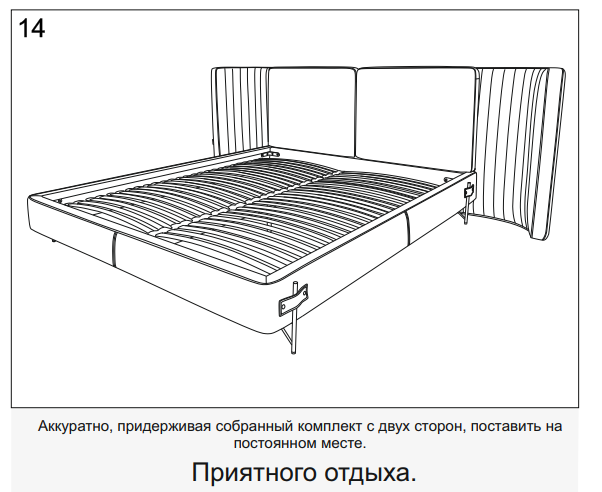 14
Аккуратно, придерживая собранный комплект с двух сторон, поставить на
постоянном месте.
Приятного отдыха.